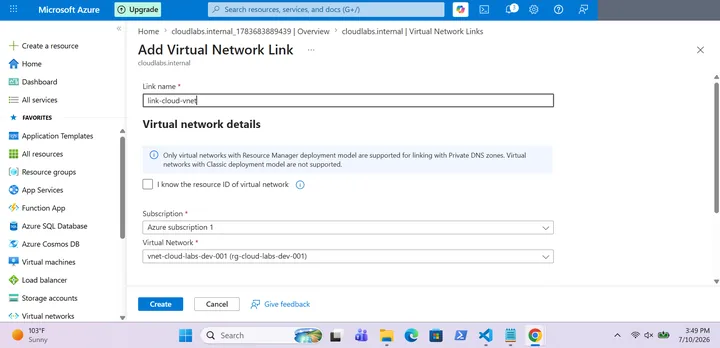 Microsoft Azure
Upgrade
Search resources, services, and docs (G+/)
1
Home > cloudlabs.internal_1783683889439 | Overview > cloudlabs.internal | Virtual Network Links
Add Virtual Network Link ...
cloudlabs.internal
Create a resource
Home
Dashboard
All services
FAVORITES
Application Templates
All resources
Resource groups
App Services
Function App
Azure SQL Database
Azure Cosmos DB
Virtual machines
Load balancer
Storage accounts
Virtual networks
Link name *
link-cloud-vnet
Virtual network details
Only virtual networks with Resource Manager deployment model are supported for linking with Private DNS zones. Virtual
networks with Classic deployment model are not supported.
I know the resource ID of virtual network
Subscription *
Azure subscription 1
Virtual Network *
vnet-cloud-labs-dev-001 (rg-cloud-labs-dev-001)
Create
Cancel
Give feedback
103°F
Sunny
Search
3:49 PM
7/10/2026